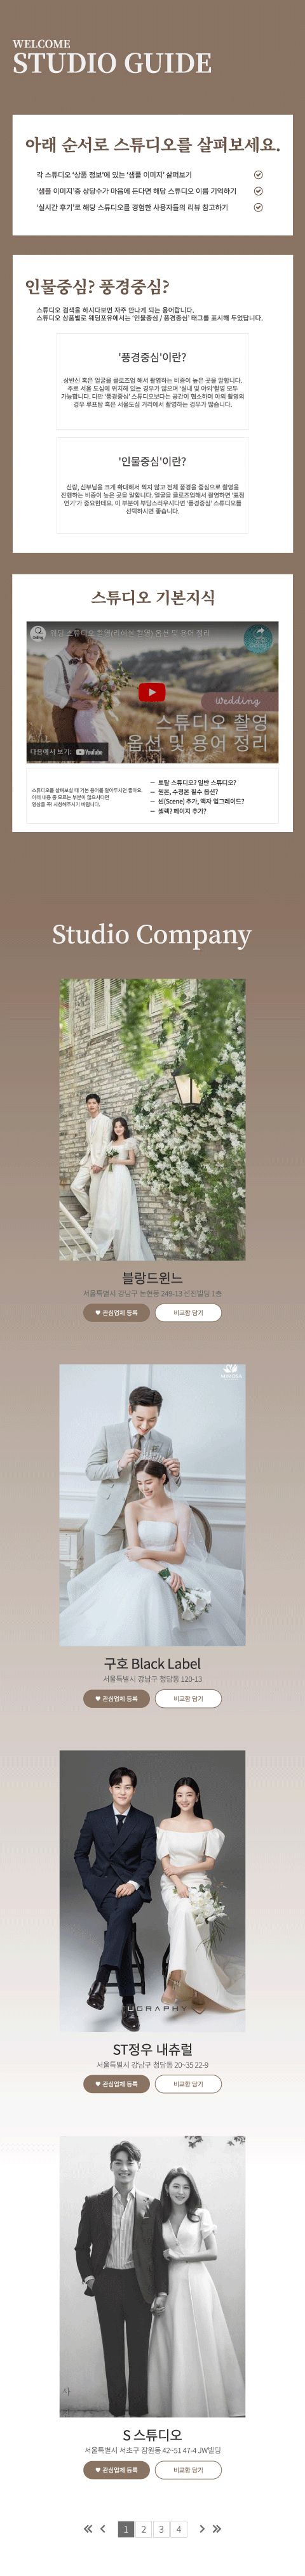 WELCOME
STUDIO GUIDE
아래 순서로 스튜디오를 살펴보세요.
각 스튜디오 '상품 정보'에 있는 '샘플 이미지' 살펴보기
'샘플 이미지'중 상당수가 마음에 든다면 해당 스튜디오 이름 기억하기
'실시간 후기'로 해당 스튜디오를 경험한 사용자들의 리뷰 참고하기
인물중심? 풍경중심?
스튜디오 검색을 하시다보면 자주 만나게 되는 용어랍니다.
스튜디오 상품별로 웨딩포유에서는 '인물중심 / 풍경중심' 태그를 표시해 두었답니다.
'풍경중심'이란?
상반신 혹은 얼굴을 클로즈업 해서 촬영하는 비중이 높은 곳을 말합니다.
주로 서울 도심에 위치해 있는 경우가 많으며 '실내 및 야외'촬영 모두
가능합니다. 다만 '풍경중심' 스튜디오보다는 공간이 협소하며 야외 촬영의
경우 루프탑 혹은 서울도심 거리에서 촬영하는 경우가 많습니다.
'인물중심'이란?
신랑, 신부님을 크게 확대해서 찍지 않고 전체 풍경을 중심으로 촬영을
진행하는 비중이 높은 곳을 말합니다. 얼굴을 클로즈업해서 촬영하면 '표정
연기'가 중요한데요. 이 부분이 부담스러우시다면 '풍경중심' 스튜디오를
선택하시면 좋습니다.
스튜디오 기본지식
웨딩 스튜디오 촬영(리허설 촬영) 옵션 및 용어 정리
Wedding
스튜디오 촬영
옵션 및 용어 정리
다음에서 보기: YouTube
스튜디오를 살펴보실 때 기본 용어를 알아두시면 좋아요.
아래 내용 중 모르는 부분이 많으시다면
영상을 꼭! 시청해주시기 바랍니다.
– 토탈 스튜디오? 일반 스튜디오?
– 원본, 수정본 필수 옵션?
– 씬(Scene) 추가, 액자 업그레이드?
– 셀렉? 페이지 추가?
Studio Company
블랑드윈느
서울특별시 강남구 논현동 249-13 선진빌딩 1층
♥ 관심업체 등록
비교함 담기
구호 Black Label
서울특별시 강남구 청담동 120-13
♥ 관심업체 등록
비교함 담기
UGRAPHY
ST정우 내츄럴
서울특별시 강남구 청담동 20~35 22-9
♥ 관심업체 등록
비교함 담기
S 스튜디오
서울특별시 서초구 잠원동 42~51 47-4 JW빌딩
♥ 관심업체 등록
비교함 담기
1 2 3 4